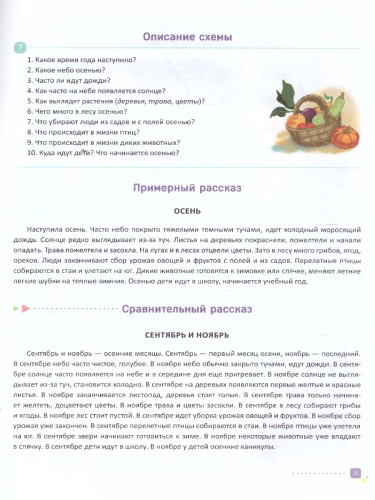 Описание схемы
?
1. Какое время года наступило?
2. Какое небо осенью?
3. Часто ли идут дожди?
4. Как часто на небе появляется солнце?
5. Как выглядят растения (деревья, трава, цветы)?
6. Чего много в лесу осенью?
7. Что убирают люди из садов и с полей осенью?
8. Что происходит в жизни птиц?
9. Что происходит в жизни диких животных?
10. Куда идут дети? Что начинается осенью?
Примерный рассказ
ОСЕНЬ
Наступила осень. Часто небо покрыто тяжелыми темными тучами, идет холодный моросящий
дождь. Солнце редко выглядывает из-за туч. Листья на деревьях покраснели, пожелтели и начали
опадать. Трава пожелтела и засохла. На лугах и в лесах отцвели цветы. Зато в лесу много грибов, ягод,
орехов. Люди заканчивают сбор урожая овощей и фруктов с полей и из садов. Перелетные птицы
собираются в стаи и улетают на юг. Дикие животные готовятся к зимовке или спячке, меняют летние
легкие шубки на теплые зимние. Осенью дети идут в школу, начинается учебный год.
Сравнительный рассказ
СЕНТЯБРЬ И НОЯБРЬ
Сентябрь и ноябрь — осенние месяцы. Сентябрь — первый месяц осени, ноябрь — последний.
В сентябре небо часто чистое, голубое. В ноябре небо обычно закрыто тучами, идут дожди. В сентя-
бре солнце часто появляется на небе и в середине дня еще пригревает. В ноябре солнце не выгля-
дывает из-за туч, становится холодно. В сентябре на деревьях появляются первые желтые и красные
листья. В ноябре заканчивается листопад, деревья стоят голые. В сентябре трава только начина-
ет желтеть, доцветают цветы. В ноябре трава и цветы засохли. В сентябре в лесу собирают грибы
и ягоды. В ноябре лес стоит пустой. В сентябре идет уборка урожая овощей и фруктов. В ноябре сбор
урожая уже закончен. В сентябре перелетные птицы собираются в стаи. В ноябре птицы уже улетели
на юг. В сентябре звери начинают готовиться к зиме. В ноябре некоторые животные уже впадают
в спячку. В сентябре дети идут в школу. В ноябре у детей осенние каникулы.